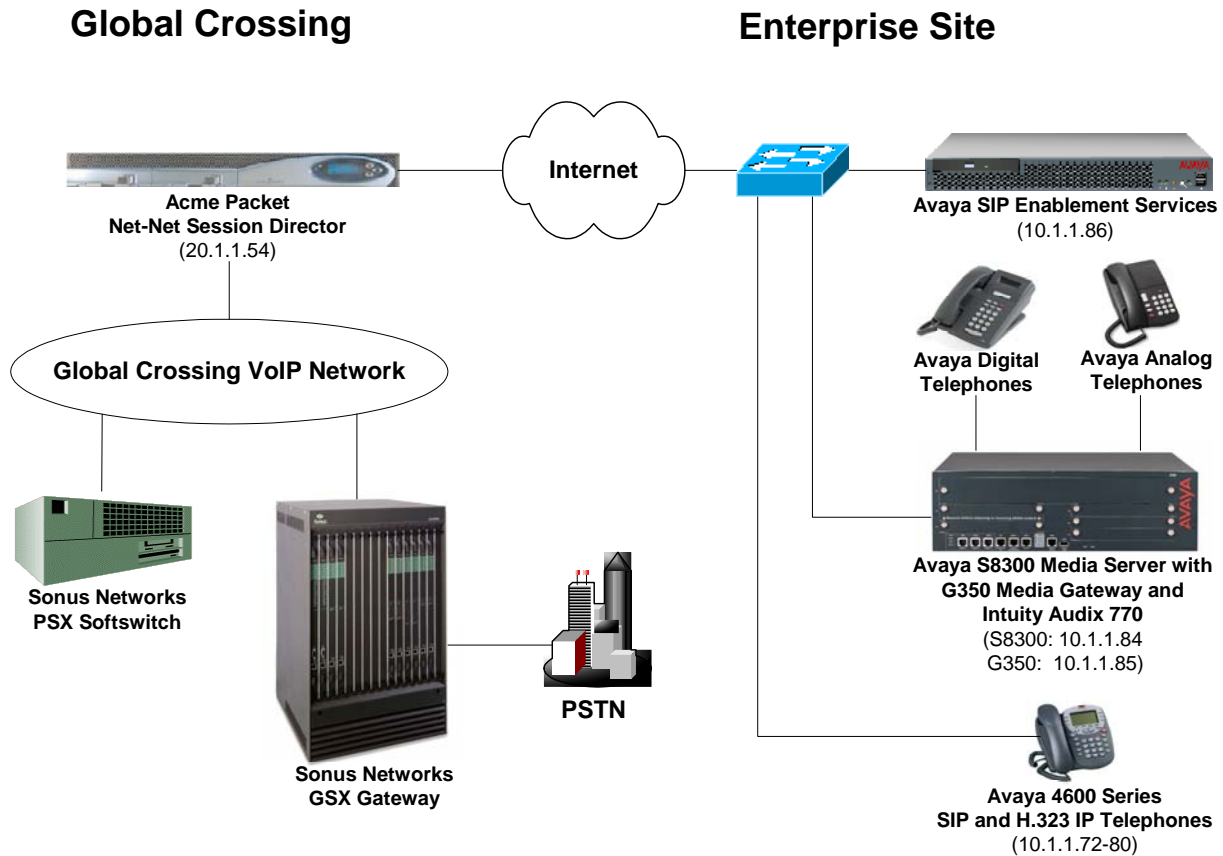 Global Crossing
Enterprise Site
Internet
Acme Packet
Net-Net Session Director
(20.1.1.54)
AVAYA
Avaya SIP Enablement Services
(10.1.1.86)
Global Crossing VoIP Network
Avaya Digital
Telephones
Avaya Analog
Telephones
AVAYA
Sonus Networks
PSX Softswitch
Avaya S8300 Media Server with
G350 Media Gateway and
Intuity Audix 770
(S8300: 10.1.1.84
G350: 10.1.1.85)
PSTN
Sonus Networks
GSX Gateway
Avaya 4600 Series
SIP and H.323 IP Telephones
(10.1.1.72-80)